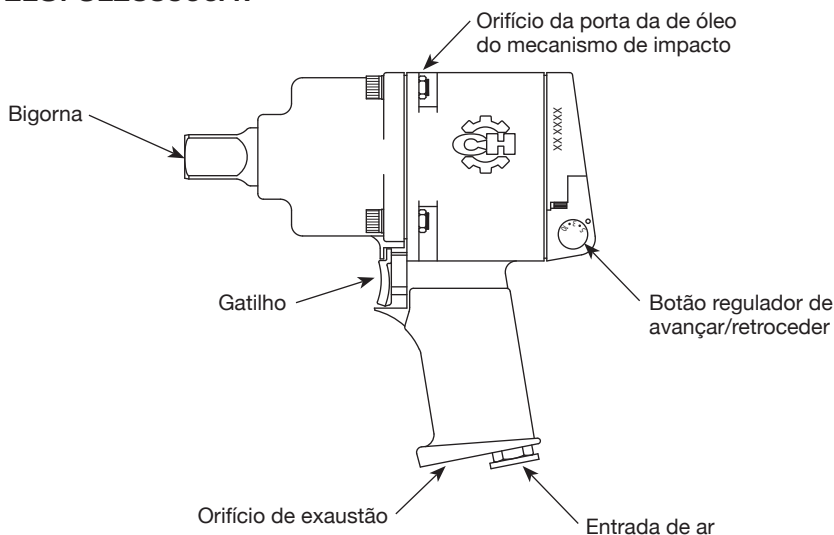 Orifício da porta da de óleo
do mecanismo de impacto
Bigorna
CH
XX XXXX
Gatilho
Botão regulador de
avançar/retroceder
Orifício de exaustão
Entrada de ar